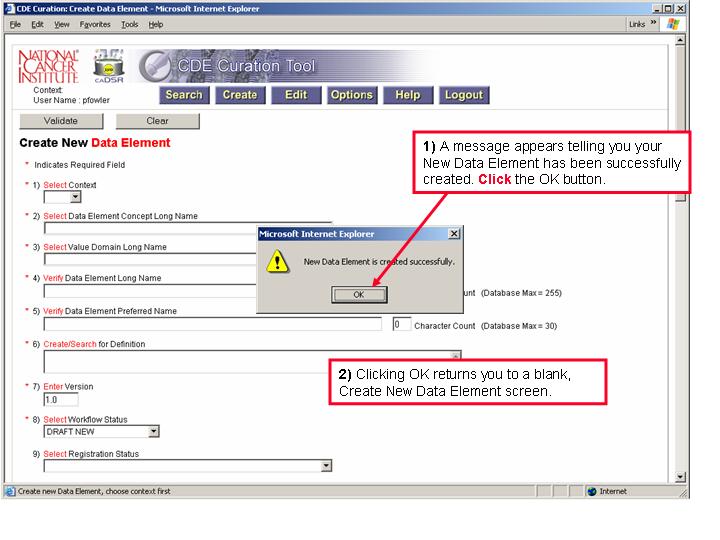 CDE Curation: Create Data Element - Microsoft Internet Explorer
File Edit View Favorites Tools Help
Links »
NATIONAL
CANCER
INSTITUTE
caDSR
CDE Curation Tool
Context:
User Name : pfowler
Search Create Edit Options Help Logout
Validate Clear
Create New Data Element
* Indicates Required Field
* 1) Select Context
* 2) Select Data Element Concept Long Name
* 3) Select Value Domain Long Name
* 4) Verify Data Element Long Name
unt (Database Max = 255)
* 5) Verify Data Element Preferred Name
0 Character Count (Database Max = 30)
* 6) Create/Search for Definition
* 7) Enter Version
1.0
* 8) Select Workflow Status
DRAFT NEW
9) Select Registration Status
1) A message appears telling you your
New Data Element has been successfully
created. Click the OK button.
Microsoft Internet Explorer
New Data Element is created successfully.
OK
2) Clicking OK returns you to a blank,
Create New Data Element screen.
Create new Data Element, choose context first
Internet